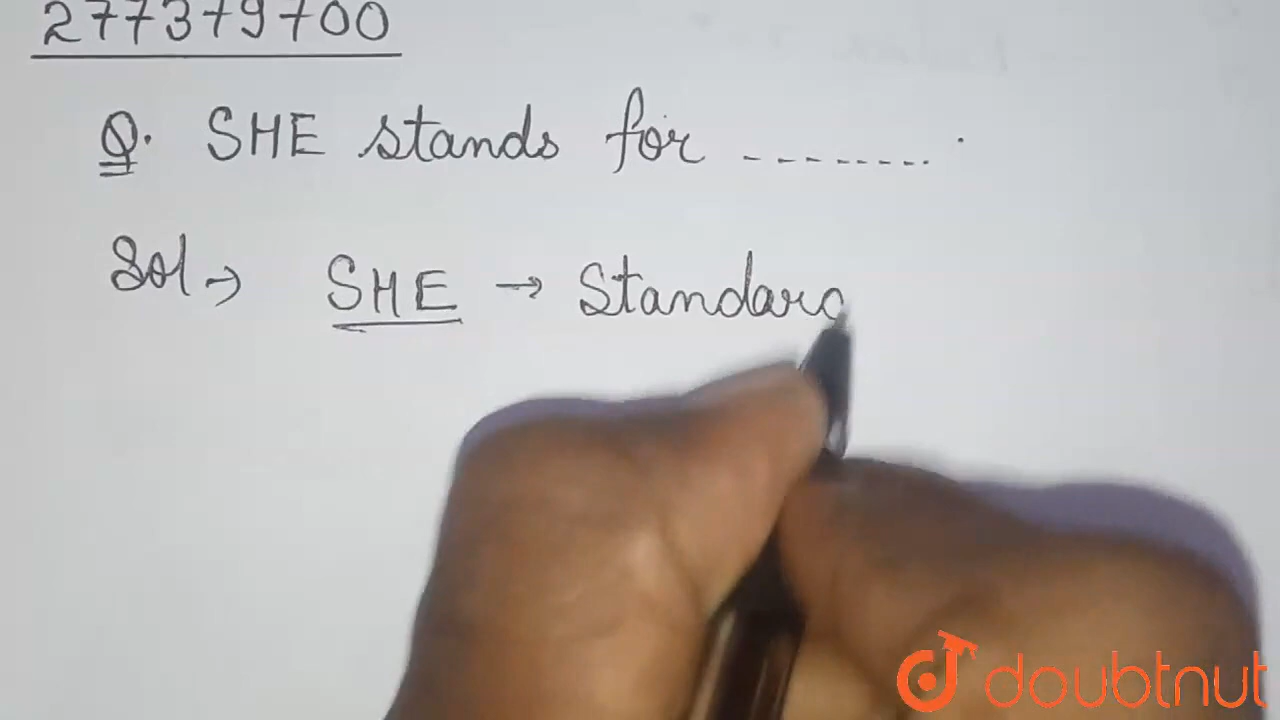 277379700
Q. SHE stands for ---------.
Sol → SHE → Standard
doubtnut